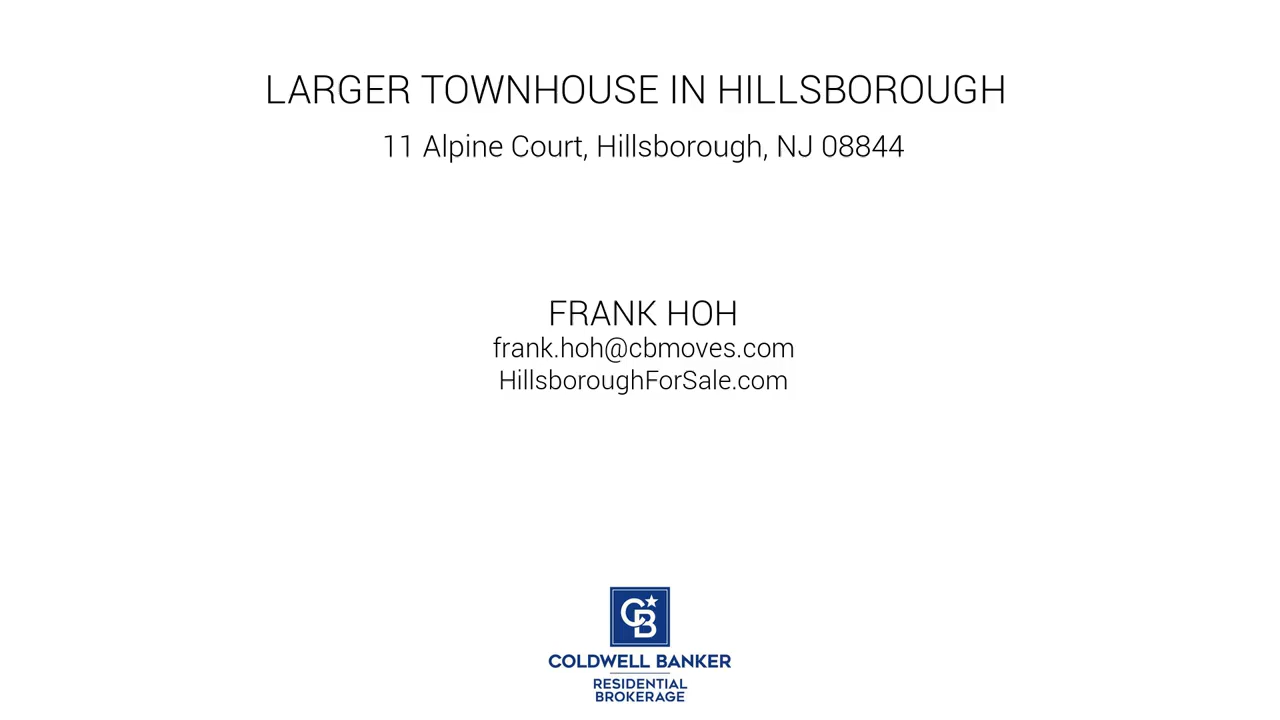 LARGER TOWNHOUSE IN HILLSBOROUGH
11 Alpine Court, Hillsborough, NJ 08844
FRANK HOH
frank.hoh@cbmoves.com
HillsboroughForSale.com
CB
COLDWELL BANKER
RESIDENTIAL
BROKERAGE